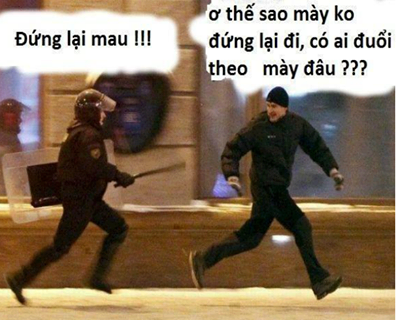 Đứng lại mau !!!
ơ thế sao mày ko
đứng lại đi, có ai đuổi
theo mày đâu ???